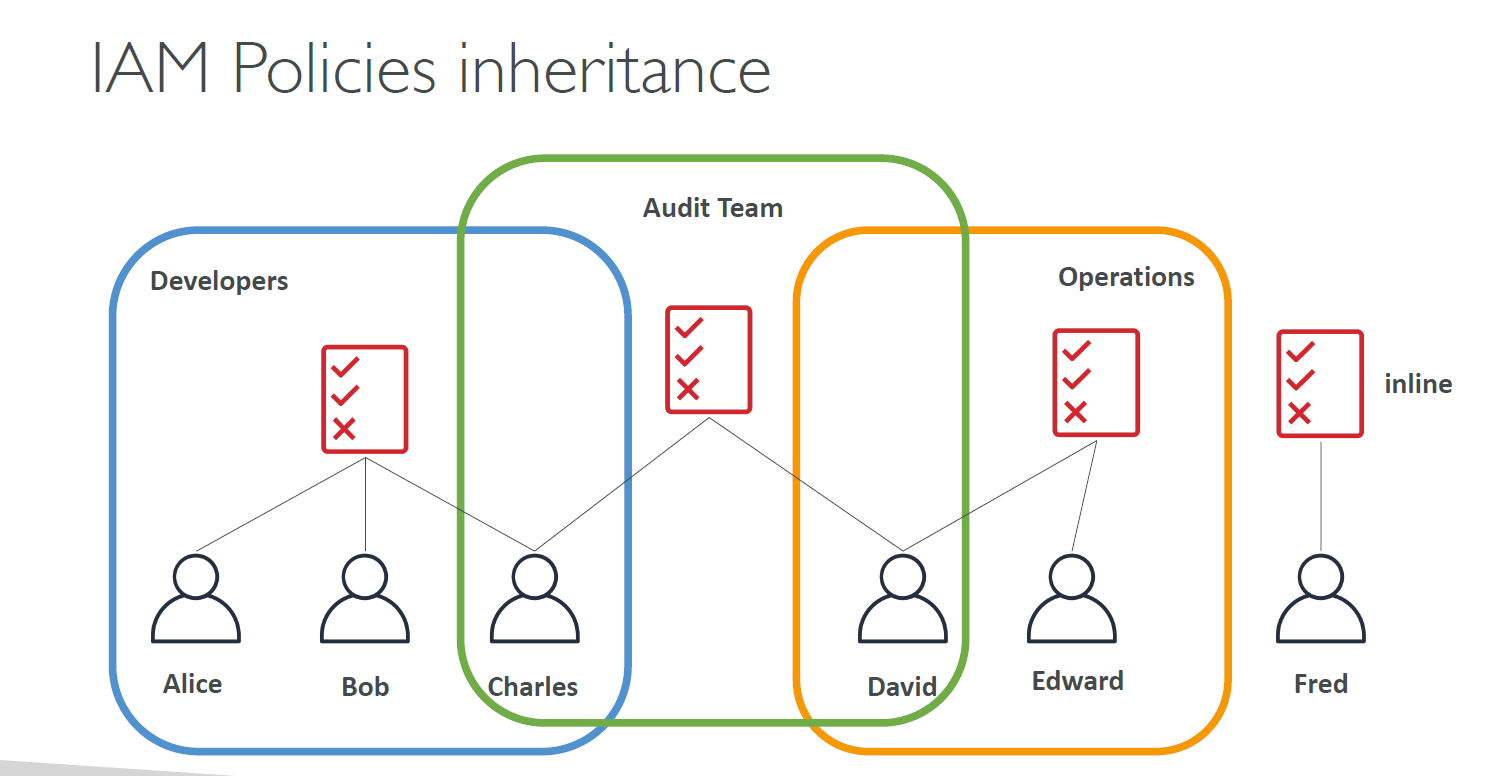 IAM Policies inheritance
Audit Team
Developers
Operations
inline
Alice
Bob
Charles
David
Edward
Fred